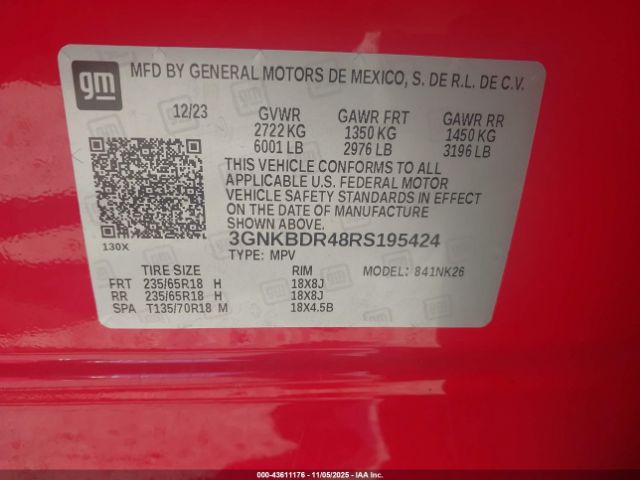 gm
MFD BY GENERAL MOTORS DE MEXICO, S. DE R.L. DE C.V.
12/23 GVWR GAWR FRT GAWR RR
2722 KG 1350 KG 1450 KG
6001 LB 2976 LB 3196 LB
THIS VEHICLE CONFORMS TO ALL
APPLICABLE U.S. FEDERAL MOTOR
VEHICLE SAFETY STANDARDS IN EFFECT
ON THE DATE OF MANUFACTURE
SHOWN ABOVE.
130X
3GNKBDR48RS195424
TYPE: MPV MODEL: 841NK26
TIRE SIZE RIM
FRT 235/65R18 H 18X8J
RR 235/65R18 H 18X8J
SPA T135/70R18 M 18X4.5B
000-43611176 - 11/05/2025 - IAAI.COM